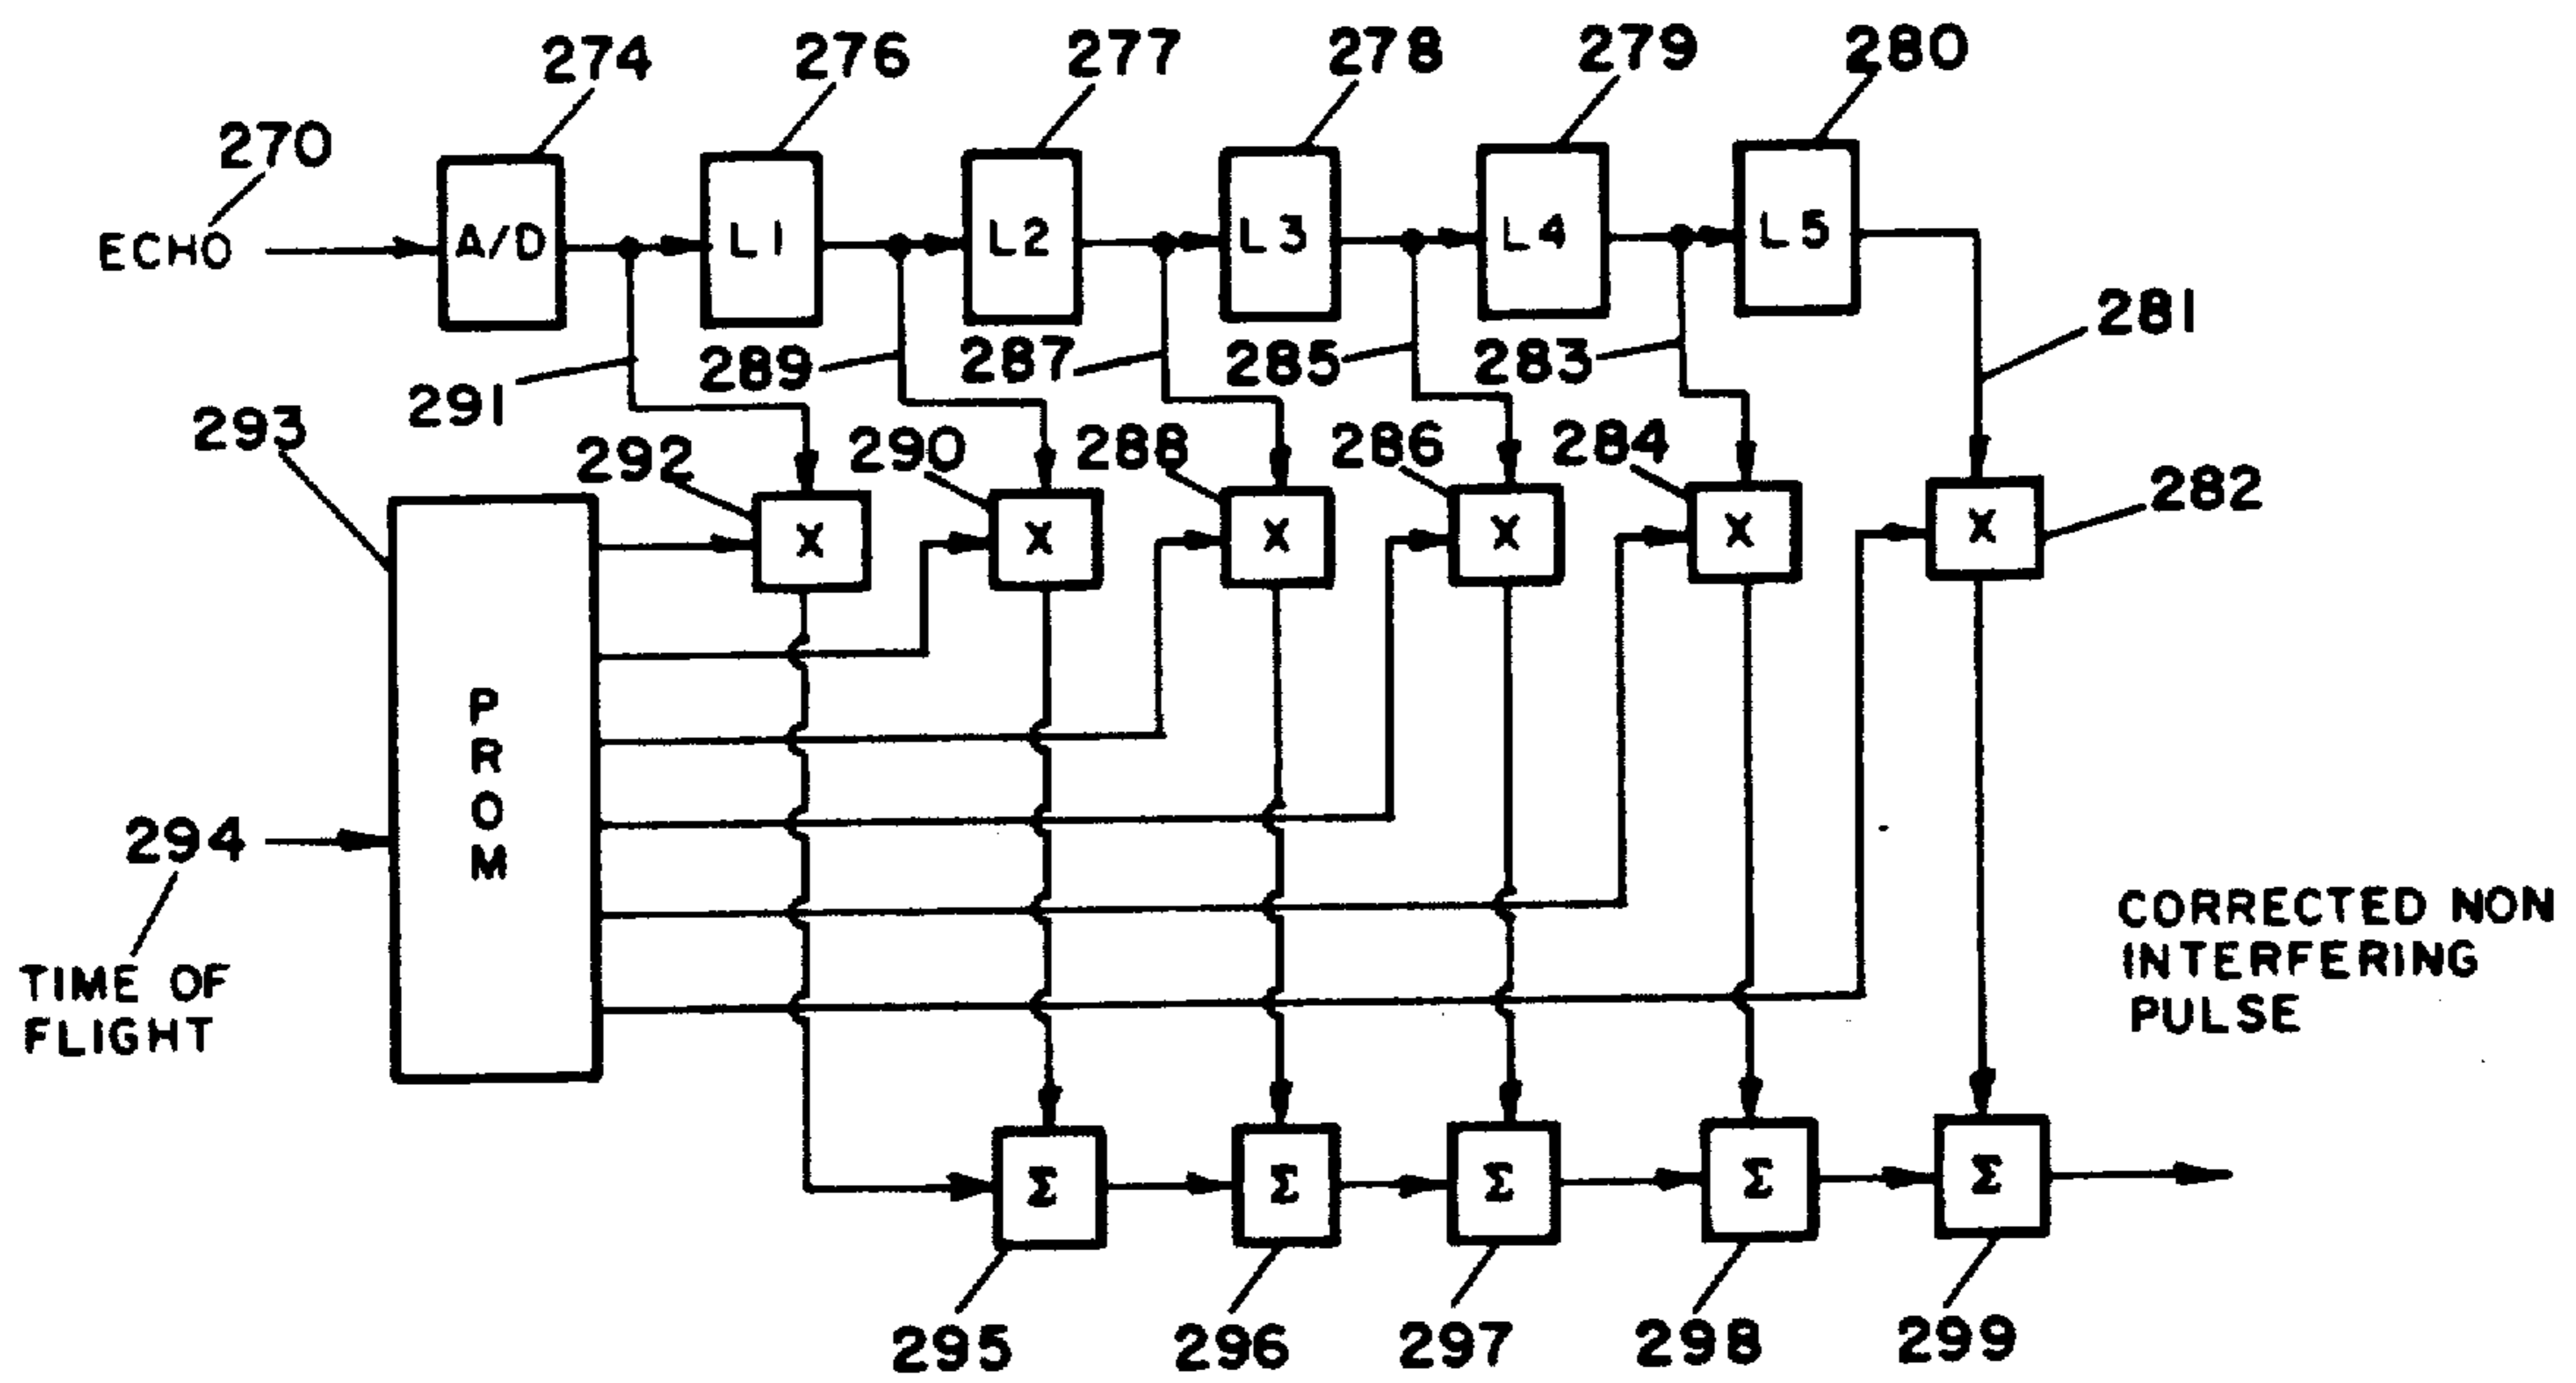 274
276
277
278
279
280
270
ECHO
A/D
L1
L2
L3
L4
L5
281
291
289
287
285
283
293
292
290
288
286
284
282
X
X
X
X
X
X
P
R
O
M
294
TIME OF
FLIGHT
CORRECTED NON
INTERFERING
PULSE
Σ
Σ
Σ
Σ
Σ
295
296
297
298
299